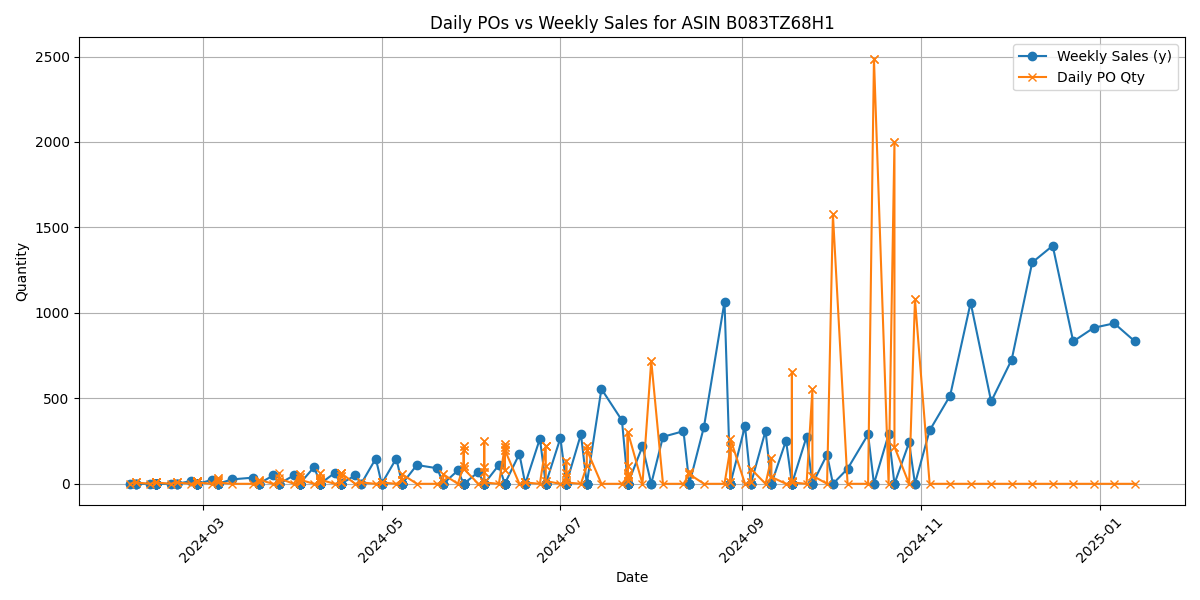 Daily POs vs Weekly Sales for ASIN B083TZ68H1
Weekly Sales (y)
Daily PO Qty
2500
2000
1500
1000
500
0
Quantity
2024-03
2024-05
2024-07
2024-09
2024-11
2025-01
Date